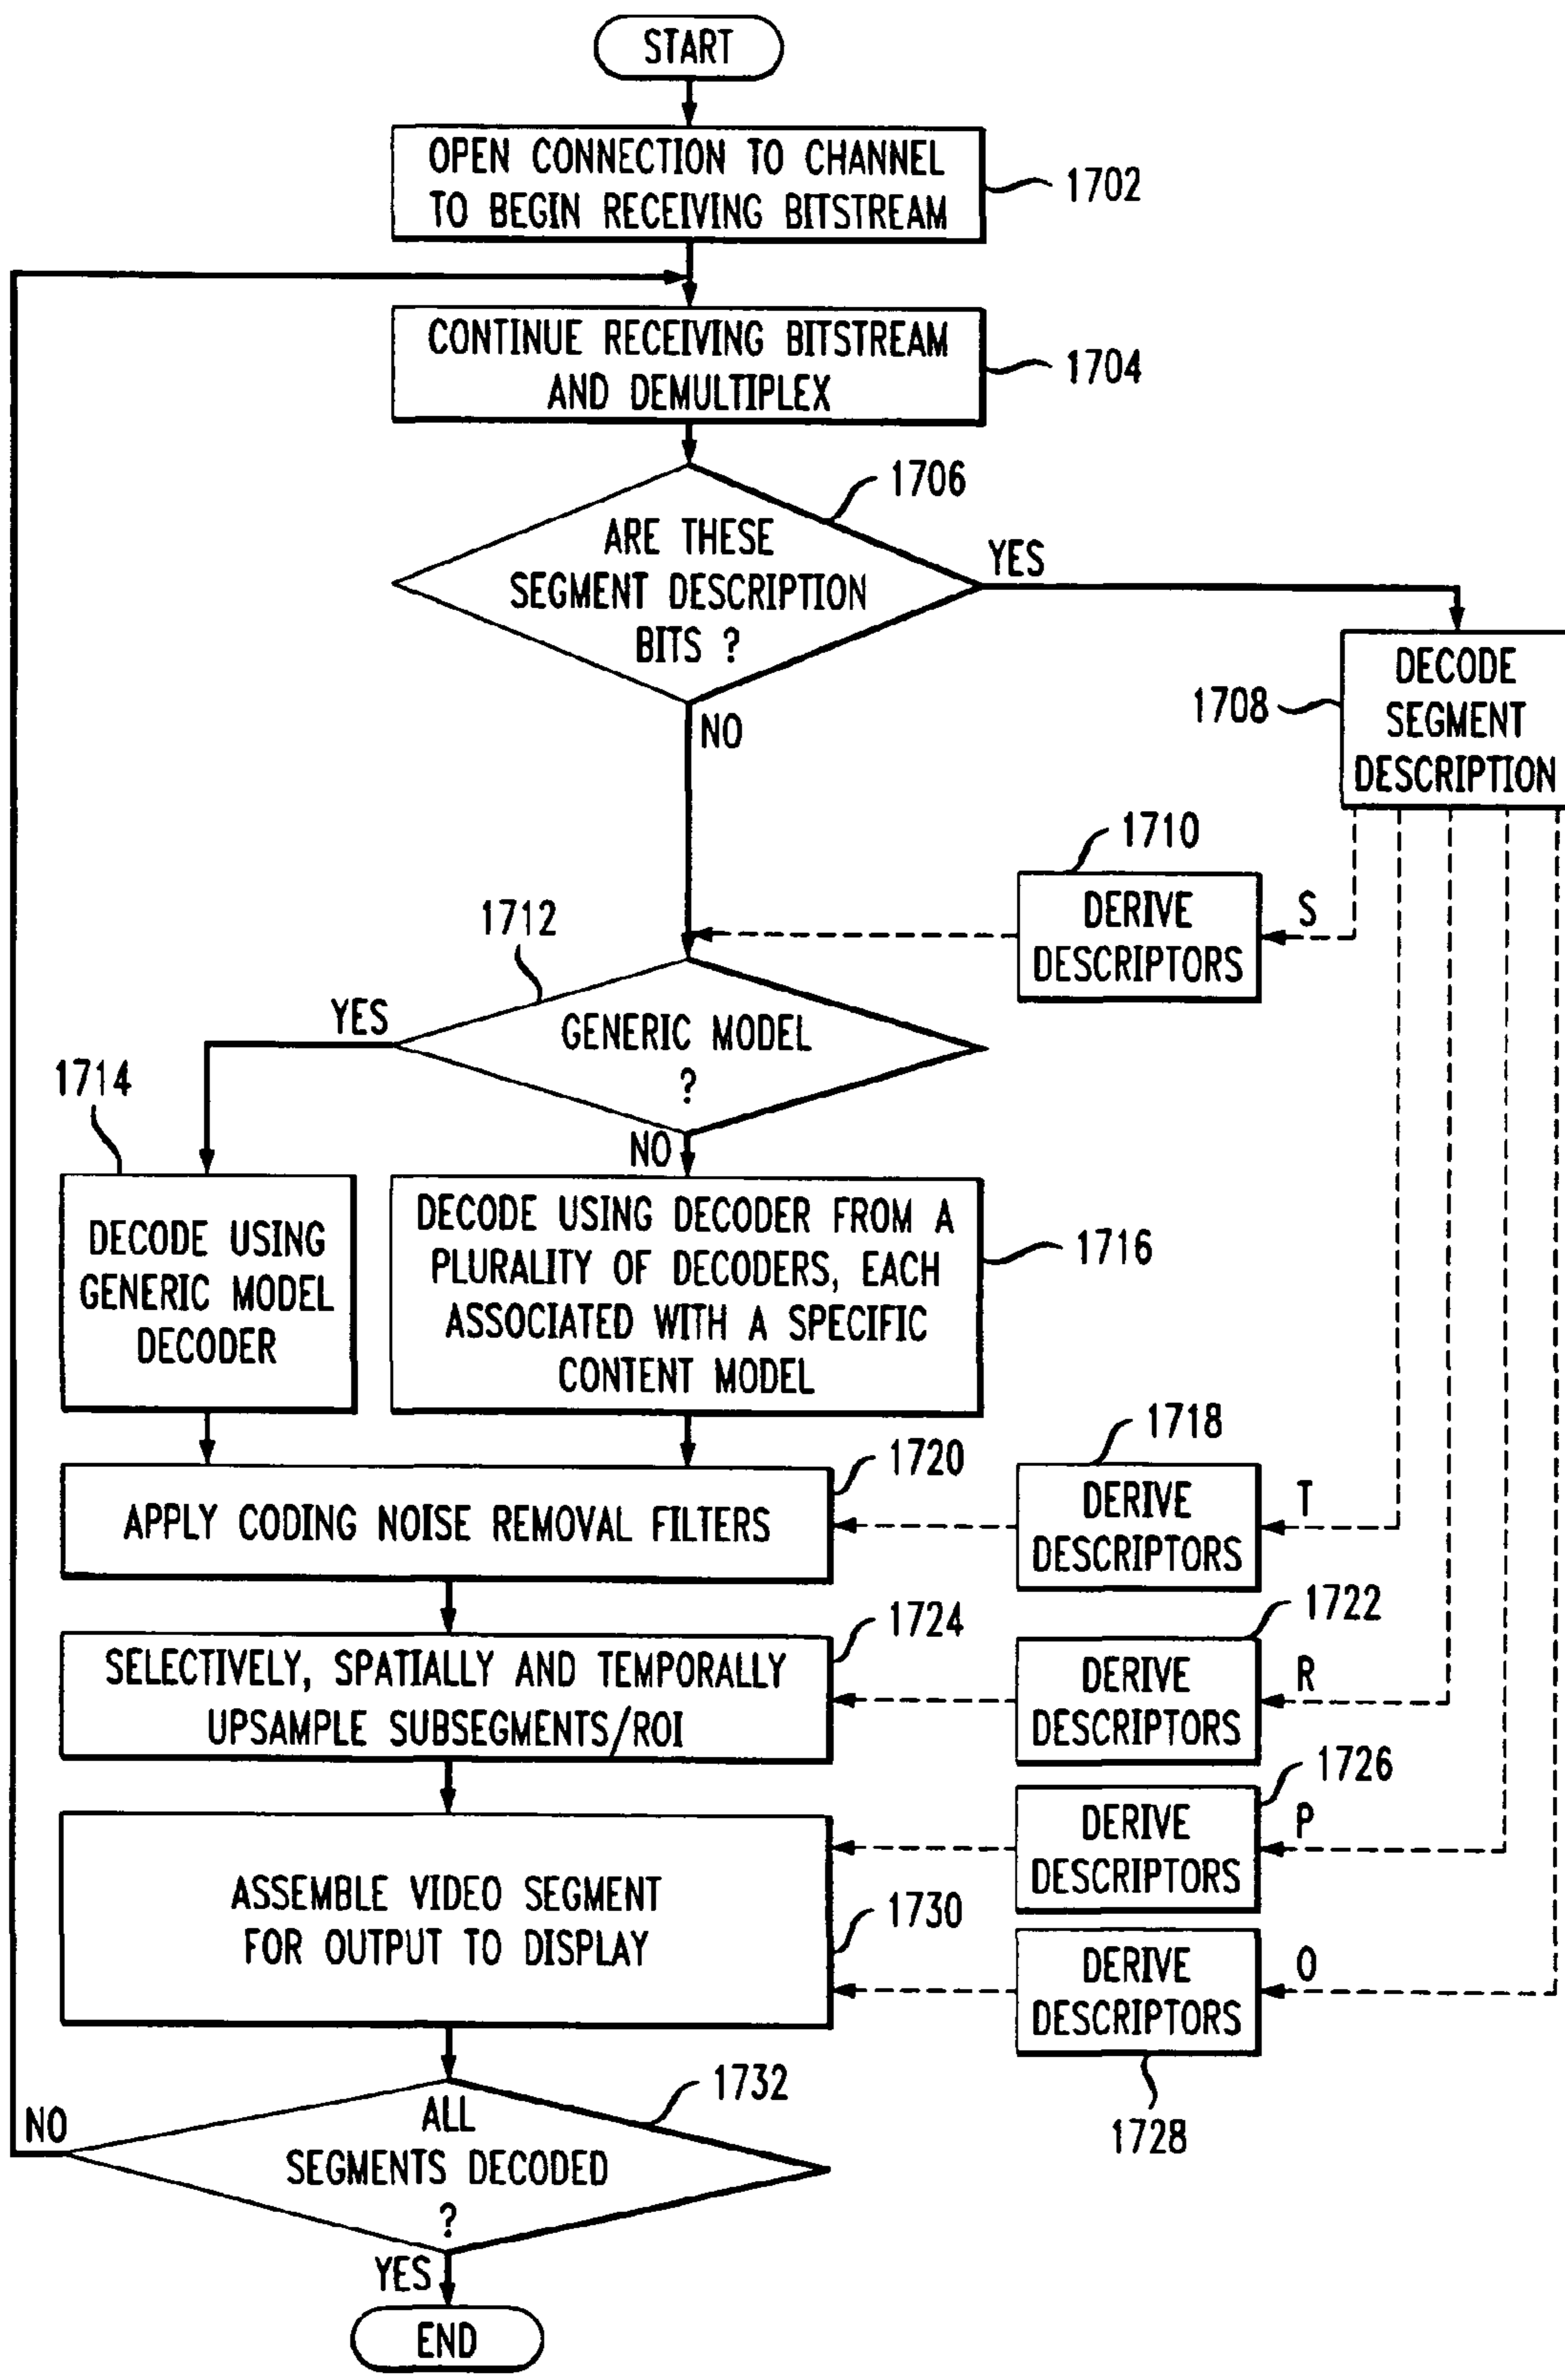 START
OPEN CONNECTION TO CHANNEL
TO BEGIN RECEIVING BITSTREAM
1702
CONTINUE RECEIVING BITSTREAM
AND DEMULTIPLEX
1704
1706
ARE THESE
SEGMENT DESCRIPTION
BITS ?
YES
NO
DECODE
SEGMENT
DESCRIPTION
1708
1710
DERIVE
DESCRIPTORS
S
1712
GENERIC MODEL
?
YES
NO
1714
DECODE USING
GENERIC MODEL
DECODER
DECODE USING DECODER FROM A
PLURALITY OF DECODERS, EACH
ASSOCIATED WITH A SPECIFIC
CONTENT MODEL
1716
1718
DERIVE
DESCRIPTORS
T
1720
APPLY CODING NOISE REMOVAL FILTERS
1722
DERIVE
DESCRIPTORS
R
1724
SELECTIVELY, SPATIALLY AND TEMPORALLY
UPSAMPLE SUBSEGMENTS/ROI
1726
DERIVE
DESCRIPTORS
P
ASSEMBLE VIDEO SEGMENT
FOR OUTPUT TO DISPLAY
1730
DERIVE
DESCRIPTORS
O
1728
1732
ALL
SEGMENTS DECODED
?
NO
YES
END